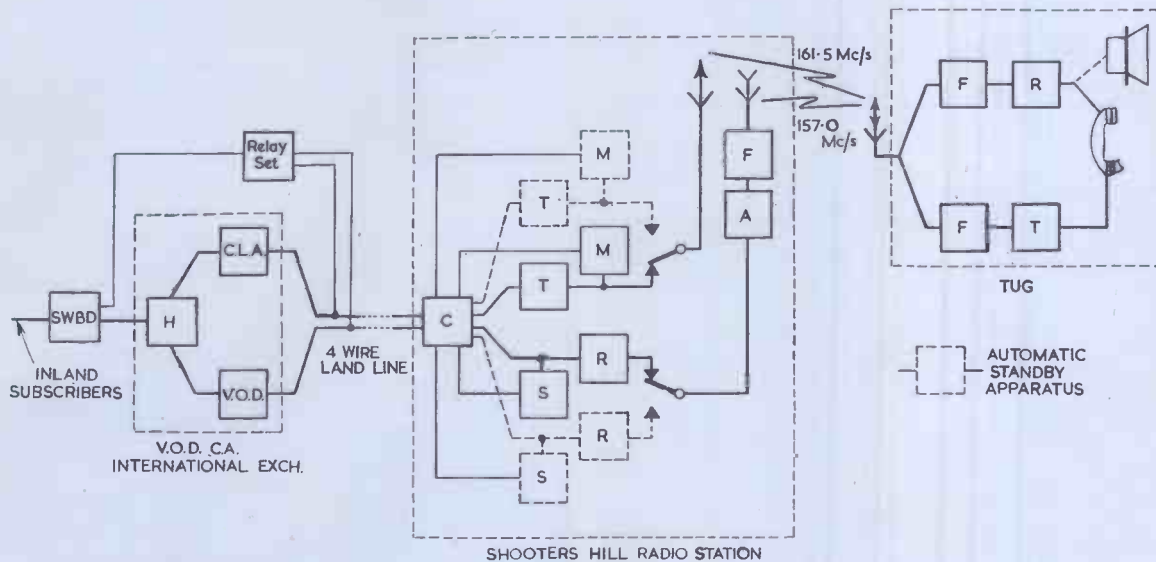 161·5 Mc/s
157·0
Mc/s
F
R
F
T
TUG
Relay
Set
M
T
M
T
F
A
C.L.A.
SWBD
H
V.O.D.
C
4 WIRE
LAND LINE
R
S
R
S
INLAND
SUBSCRIBERS
V.O.D. C.A.
INTERNATIONAL EXCH.
AUTOMATIC
STANDBY
APPARATUS
SHOOTERS HILL RADIO STATION